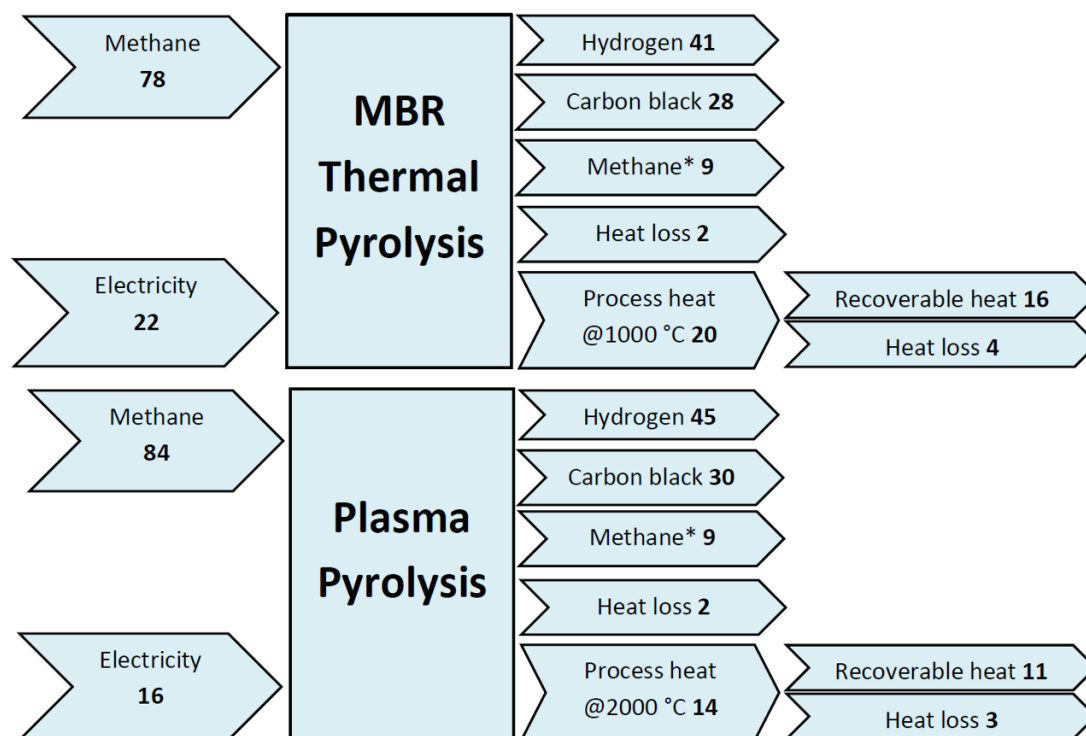 Methane
78
Electricity
22
MBR
Thermal
Pyrolysis
Hydrogen 41
Carbon black 28
Methane* 9
Heat loss 2
Process heat
@1000 °C 20
Recoverable heat 16
Heat loss 4
Methane
84
Electricity
16
Plasma
Pyrolysis
Hydrogen 45
Carbon black 30
Methane* 9
Heat loss 2
Process heat
@2000 °C 14
Recoverable heat 11
Heat loss 3